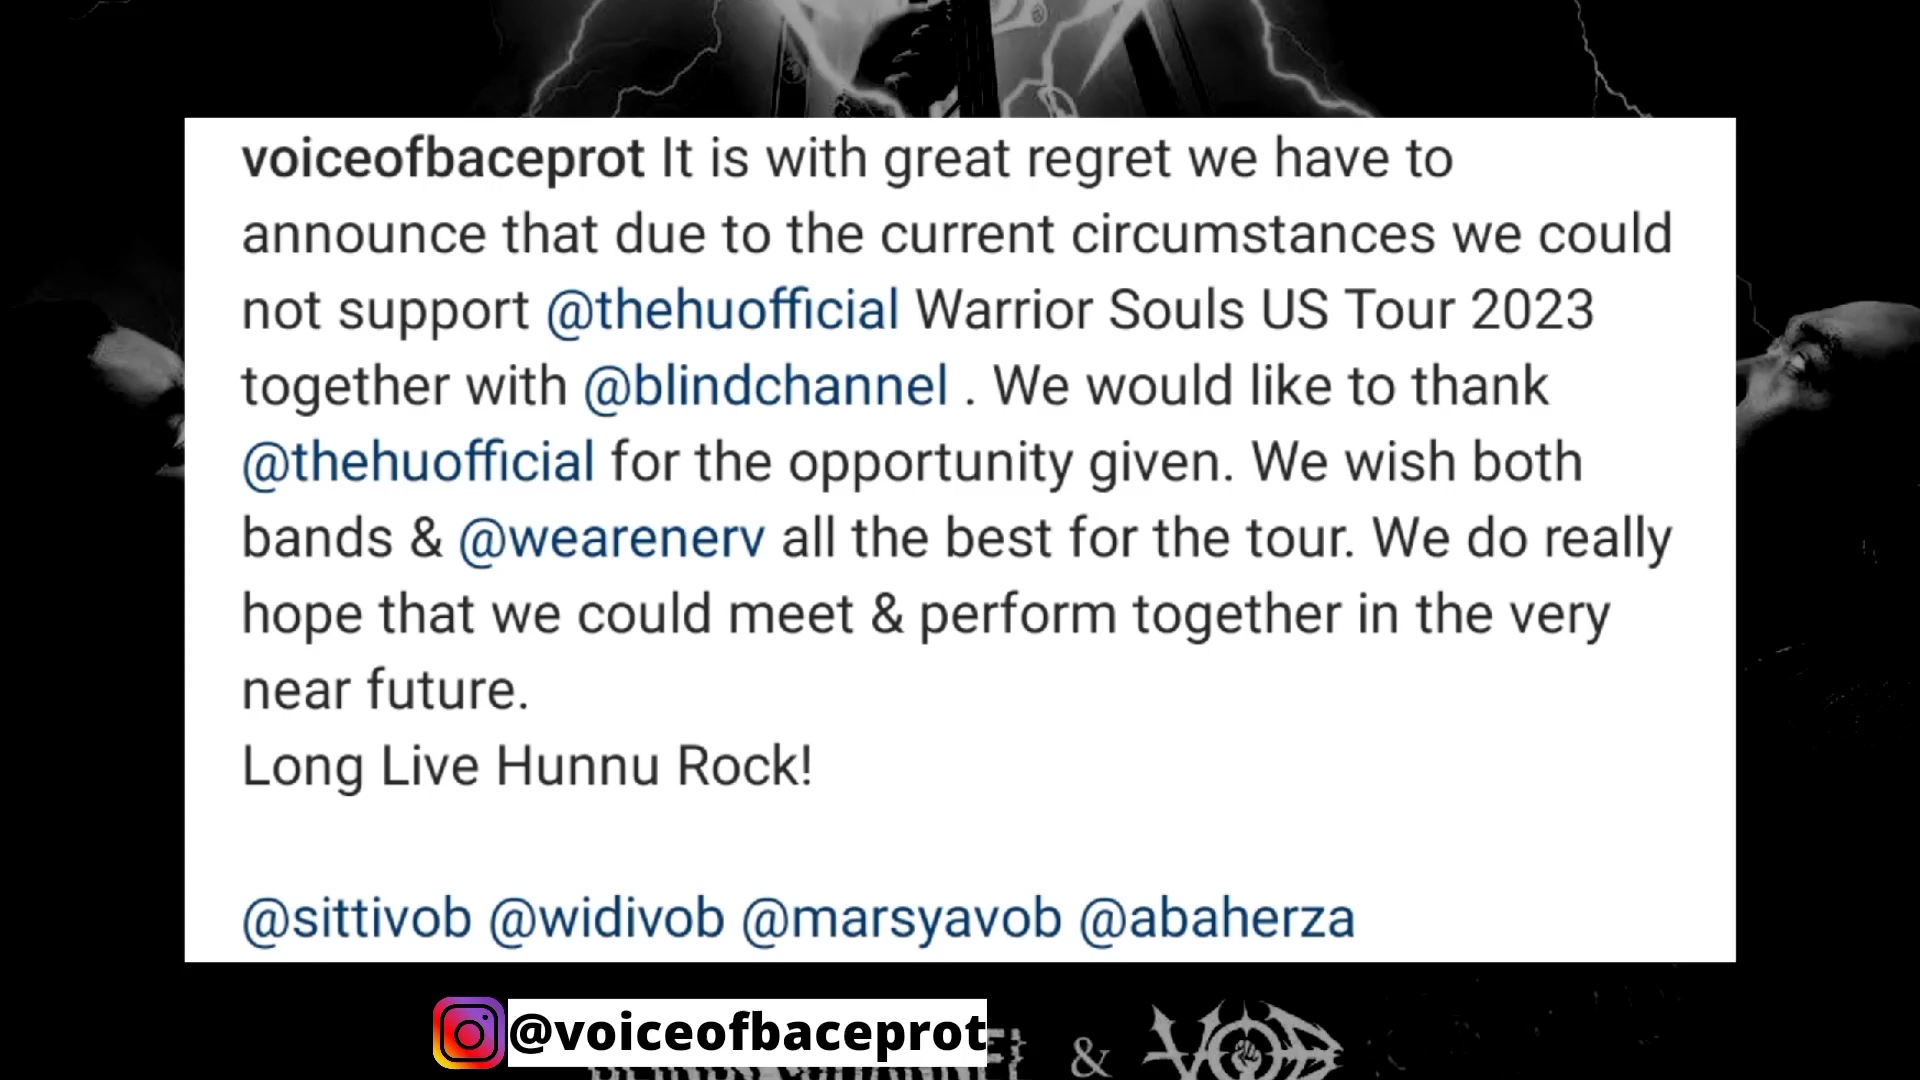 voiceofbaceprot It is with great regret we have to
announce that due to the current circumstances we could
not support @thehuofficial Warrior Souls US Tour 2023
together with @blindchannel . We would like to thank
@thehuofficial for the opportunity given. We wish both
bands & @wearenerv all the best for the tour. We do really
hope that we could meet & perform together in the very
near future.
Long Live Hunnu Rock!
@sittivob @widivob @marsyavob @abaherza
@voiceofbaceprot
& VOB